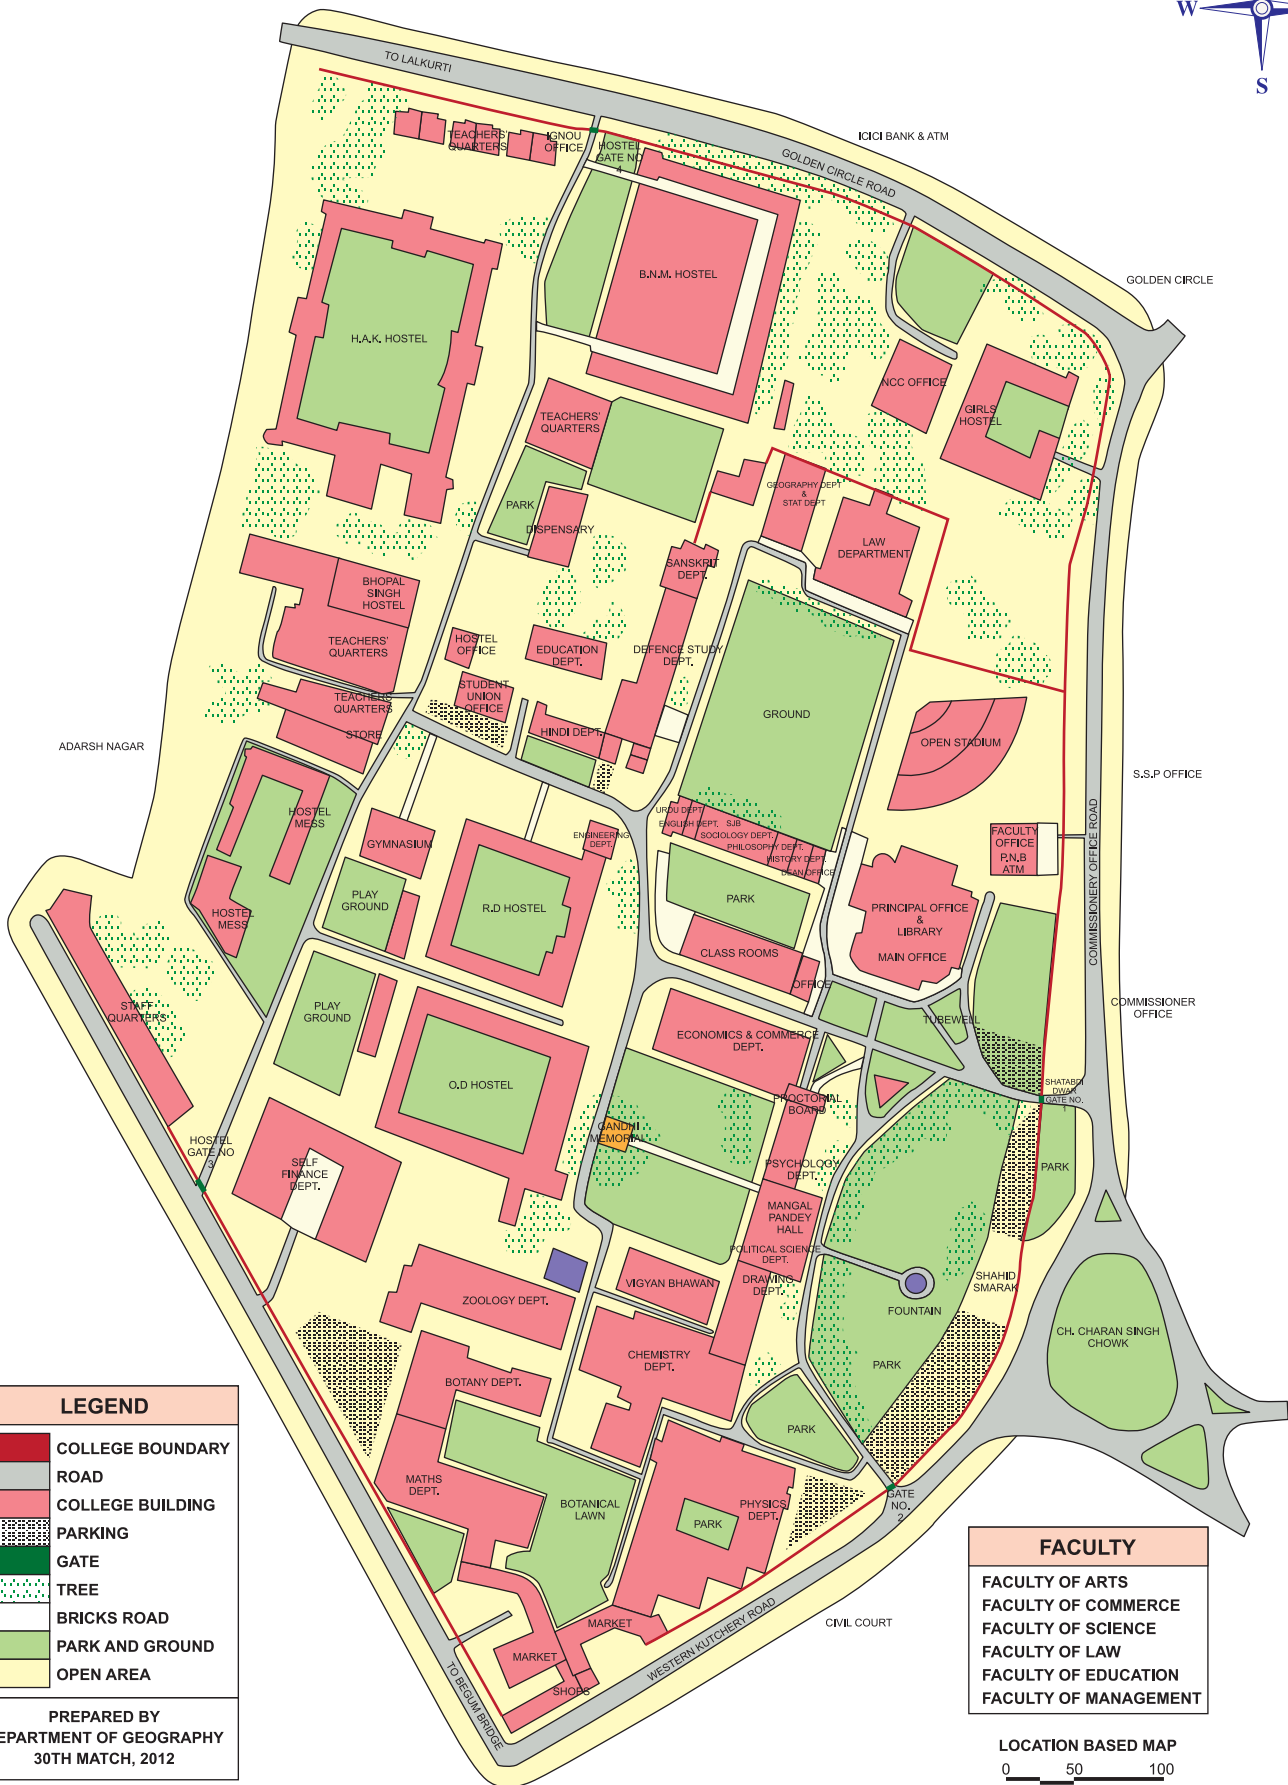 W
S
TO LALKURTI
ICICI BANK & ATM
GOLDEN CIRCLE ROAD
GOLDEN CIRCLE
TEACHERS'
QUARTERS
IGNOU
OFFICE
HOSTEL
GATE NO
4
B.N.M. HOSTEL
H.A.K. HOSTEL
NCC OFFICE
GIRLS
HOSTEL
TEACHERS'
QUARTERS
PARK
DISPENSARY
GEOGRAPHY DEPT
&
STAT DEPT
LAW
DEPARTMENT
SANSKRIT
DEPT.
BHOPAL
SINGH
HOSTEL
TEACHERS'
QUARTERS
HOSTEL
OFFICE
EDUCATION
DEPT.
DEFENCE STUDY
DEPT.
STUDENT
UNION
OFFICE
TEACHERS
QUARTERS
STORE
HINDI DEPT.
GROUND
OPEN STADIUM
ADARSH NAGAR
S.S.P OFFICE
HOSTEL
MESS
GYMNASIUM
ENGINEERING
DEPT.
URDU DEPT.
ENGLISH DEPT.
SJB
SOCIOLOGY DEPT.
PHILOSOPHY DEPT.
HISTORY DEPT.
DEAN OFFICE
FACULTY
OFFICE
P.N.B
ATM
COMMISSIONERY OFFICE ROAD
PLAY
GROUND
R.D HOSTEL
PARK
PRINCIPAL OFFICE
&
LIBRARY
MAIN OFFICE
HOSTEL
MESS
CLASS ROOMS
OFFICE
STAFF
QUARTERS
PLAY
GROUND
TUBEWELL
COMMISSIONER
OFFICE
ECONOMICS & COMMERCE
DEPT.
O.D HOSTEL
PROCTORIAL
BOARD
SHATABDI
DWAR
GATE NO.
1
GANDHI
MEMORIAL
HOSTEL
GATE NO
3
SELF
FINANCE
DEPT.
PSYCHOLOGY
DEPT.
PARK
MANGAL
PANDEY
HALL
POLITICAL SCIENCE
DEPT.
DRAWING
DEPT.
VIGYAN BHAWAN
SHAHID
SMARAK
FOUNTAIN
ZOOLOGY DEPT.
CH. CHARAN SINGH
CHOWK
CHEMISTRY
DEPT.
PARK
BOTANY DEPT.
PARK
MATHS
DEPT.
BOTANICAL
LAWN
PHYSICS
DEPT.
PARK
GATE
NO.
2
MARKET
MARKET
SHOPS
WESTERN KUTCHERY ROAD
CIVIL COURT
TO BEGUM BRIDGE
LEGEND
COLLEGE BOUNDARY
ROAD
COLLEGE BUILDING
PARKING
GATE
TREE
BRICKS ROAD
PARK AND GROUND
OPEN AREA
PREPARED BY
EPARTMENT OF GEOGRAPHY
30TH MATCH, 2012
FACULTY
FACULTY OF ARTS
FACULTY OF COMMERCE
FACULTY OF SCIENCE
FACULTY OF LAW
FACULTY OF EDUCATION
FACULTY OF MANAGEMENT
LOCATION BASED MAP
0 50 100